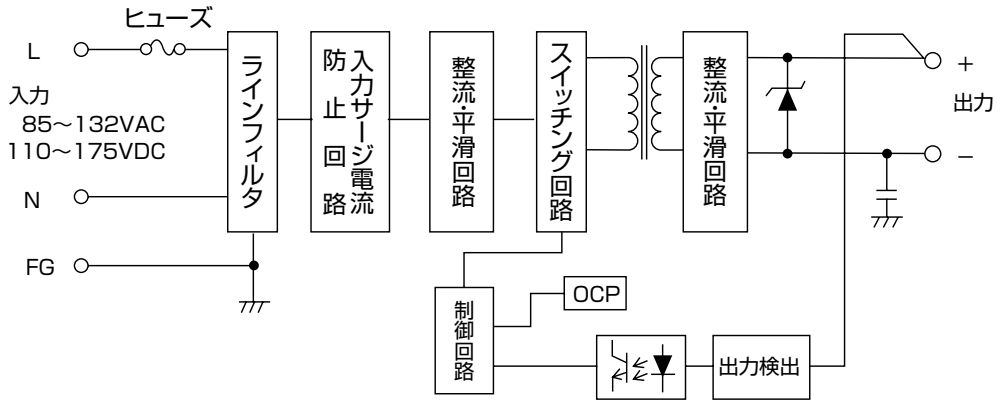 ヒューズ
L
入力
85～132VAC
110～175VDC
N
FG
ラインフィルタ
入力サージ電流
防止回路
整流・平滑回路
スイッチング回路
整流・平滑回路
+
出力
−
制御回路
OCP
出力検出